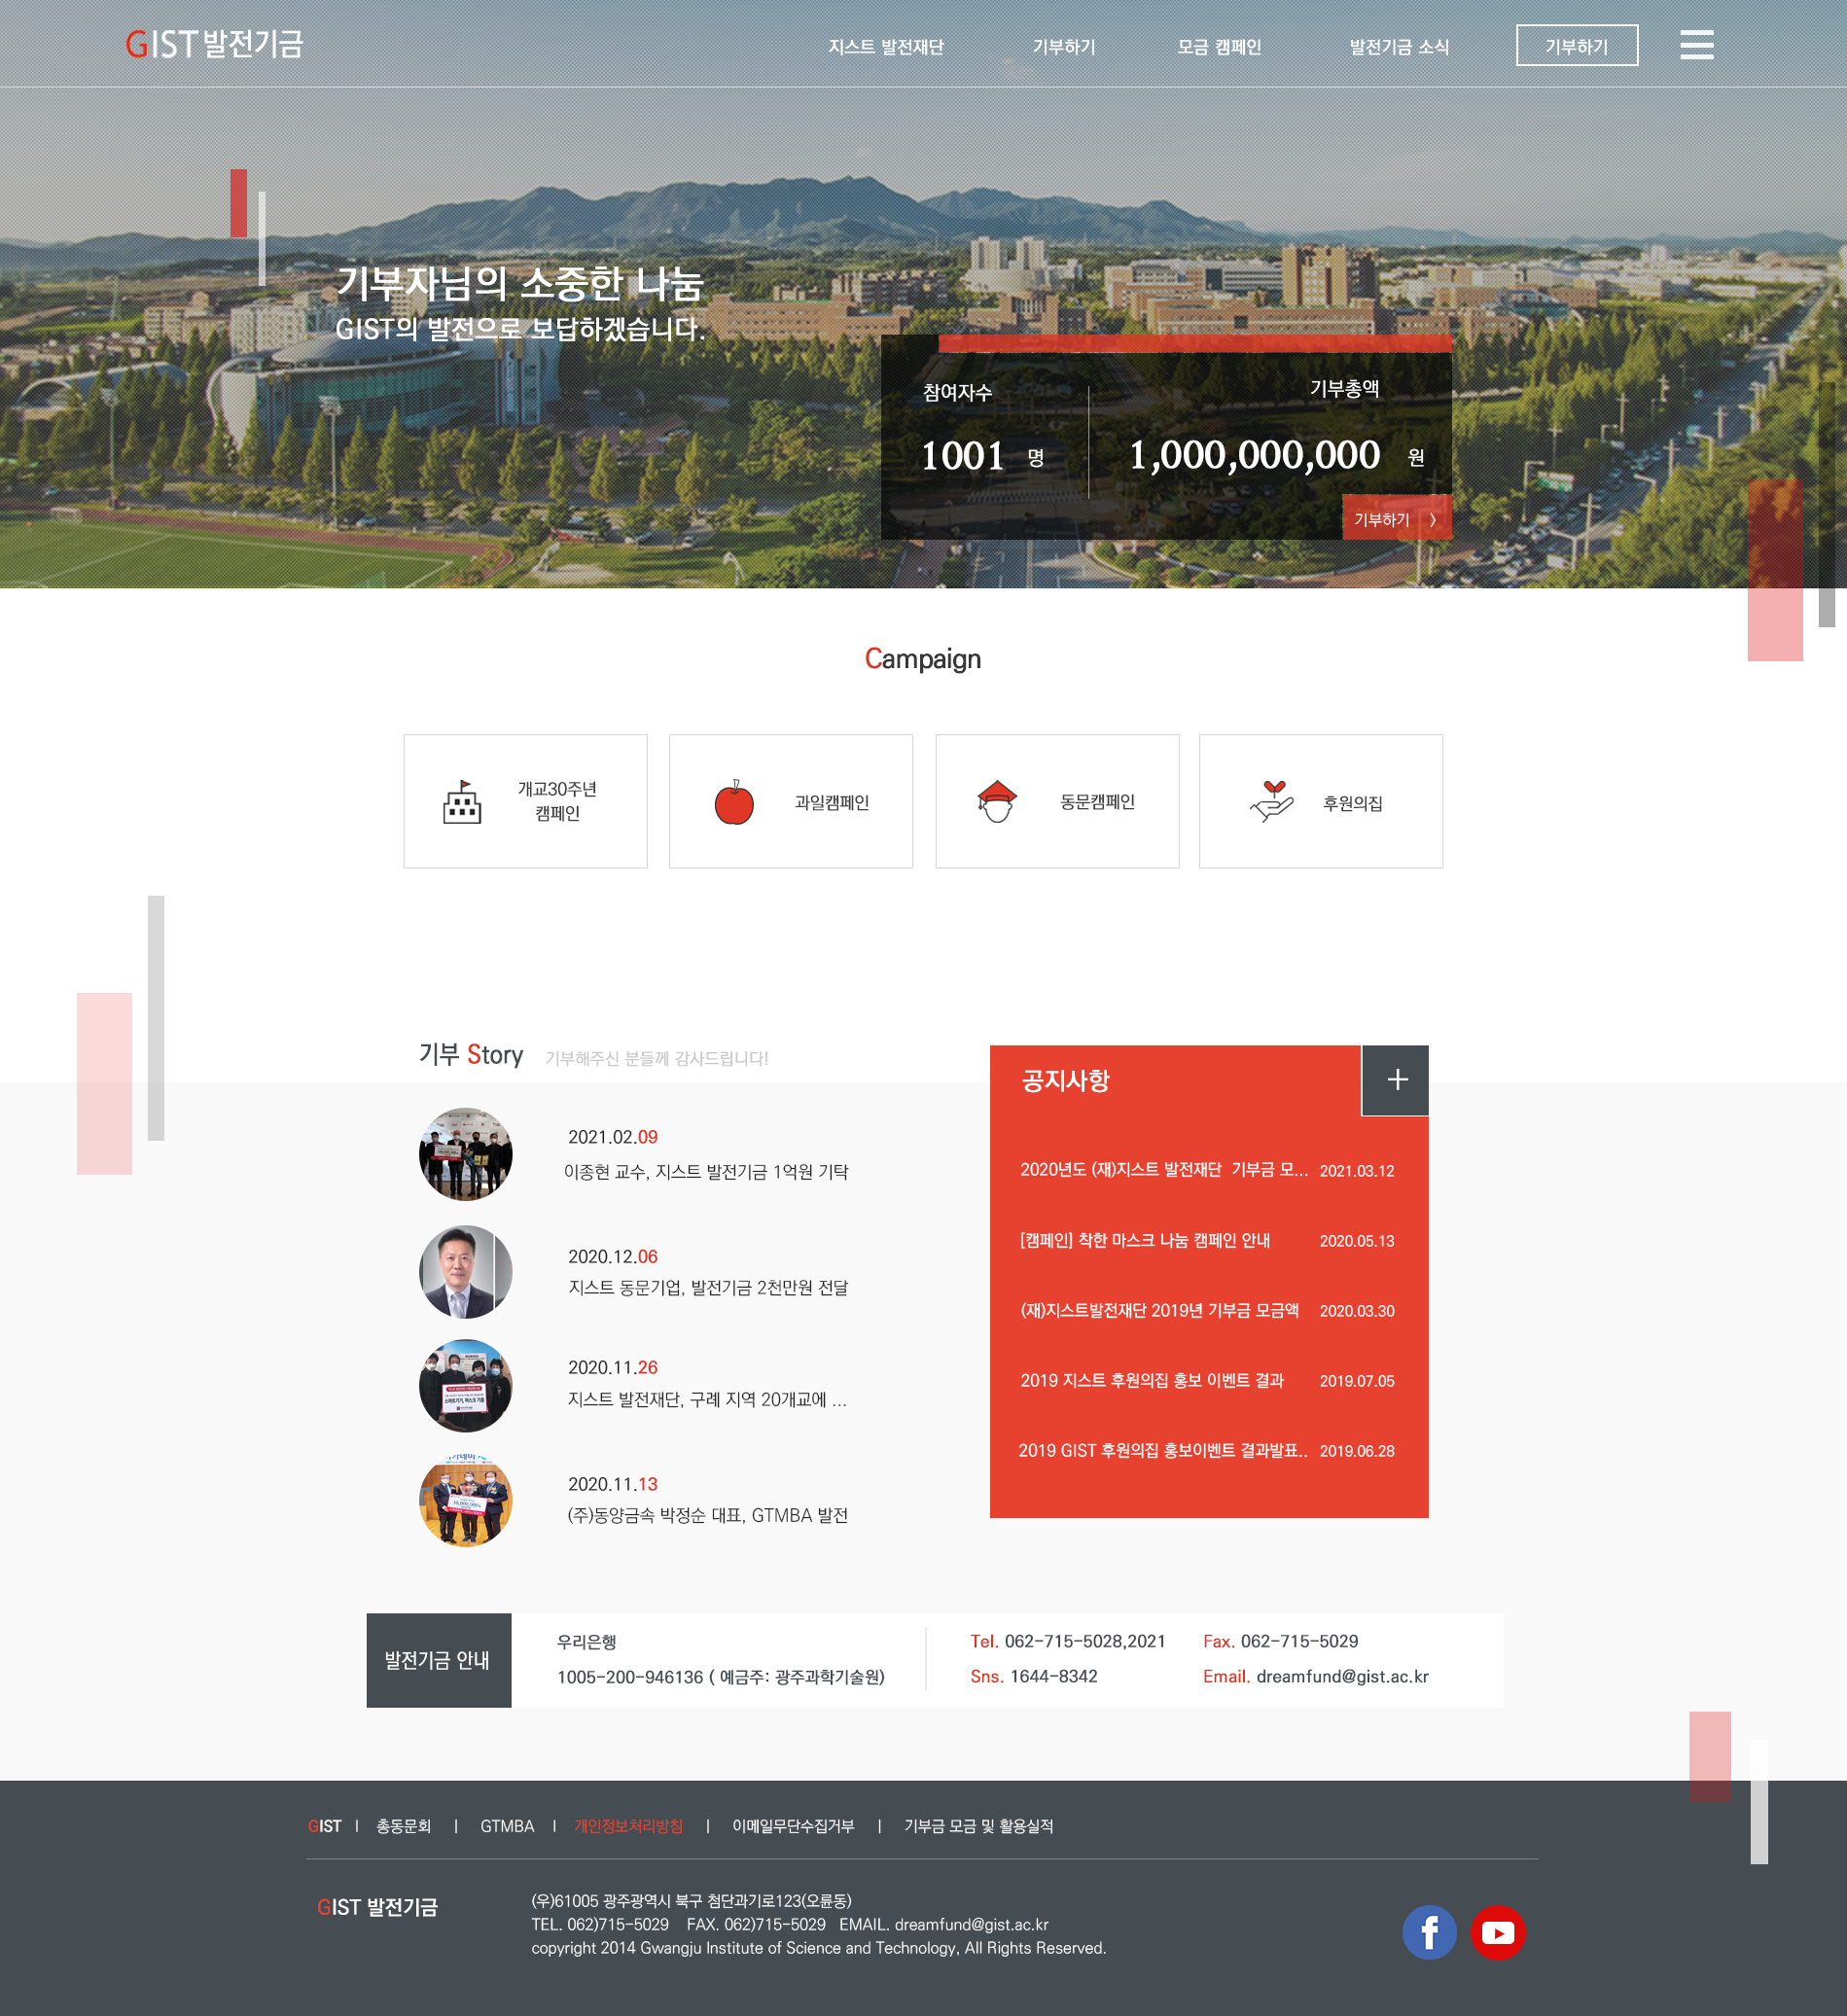 GIST 발전기금
지스트 발전재단 기부하기 모금 캠페인 발전기금 소식 기부하기
기부자님의 소중한 나눔
GIST의 발전으로 보답하겠습니다.
참여자수 기부총액
1001 명 1,000,000,000 원
기부하기 〉
Campaign
개교30주년
캠페인
과일캠페인
동문캠페인
후원의집
기부 Story 기부해주신 분들께 감사드립니다!
2021.02.09
이종현 교수, 지스트 발전기금 1억원 기탁
2020.12.06
지스트 동문기업, 발전기금 2천만원 전달
2020.11.26
지스트 발전재단, 구례 지역 20개교에 ...
2020.11.13
(주)동양금속 박정순 대표, GTMBA 발전
공지사항 +
2020년도 (재)지스트 발전재단 기부금 모... 2021.03.12
[캠페인] 착한 마스크 나눔 캠페인 안내 2020.05.13
(재)지스트발전재단 2019년 기부금 모금액 2020.03.30
2019 지스트 후원의집 홍보 이벤트 결과 2019.07.05
2019 GIST 후원의집 홍보이벤트 결과발표.. 2019.06.28
발전기금 안내
우리은행
1005-200-946136 ( 예금주: 광주과학기술원)
Tel. 062-715-5028,2021 Fax. 062-715-5029
Sns. 1644-8342 Email. dreamfund@gist.ac.kr
GIST | 총동문회 | GTMBA | 개인정보처리방침 | 이메일무단수집거부 | 기부금 모금 및 활용실적
GIST 발전기금
(우)61005 광주광역시 북구 첨단과기로123(오룡동)
TEL. 062)715-5029 FAX. 062)715-5029 EMAIL. dreamfund@gist.ac.kr
copyright 2014 Gwangju Institute of Science and Technology, All Rights Reserved.